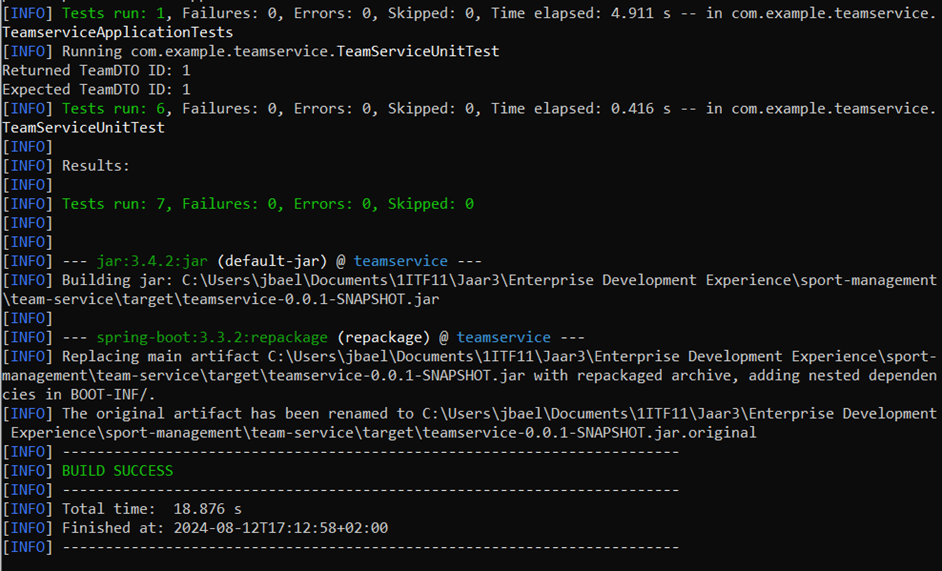 [INFO] Tests run: 1, Failures: 0, Errors: 0, Skipped: 0, Time elapsed: 4.911 s -- in com.example.teamservice.
TeamserviceApplicationTests
[INFO] Running com.example.teamservice.TeamServiceUnitTest
Returned TeamDTO ID: 1
Expected TeamDTO ID: 1
[INFO] Tests run: 6, Failures: 0, Errors: 0, Skipped: 0, Time elapsed: 0.416 s -- in com.example.teamservice.
TeamServiceUnitTest
[INFO]
[INFO] Results:
[INFO]
[INFO] Tests run: 7, Failures: 0, Errors: 0, Skipped: 0
[INFO]
[INFO]
[INFO] --- jar:3.4.2:jar (default-jar) @ teamservice ---
[INFO] Building jar: C:\Users\jbael\Documents\1ITF11\Jaar3\Enterprise Development Experience\sport-management
\team-service\target\teamservice-0.0.1-SNAPSHOT.jar
[INFO]
[INFO] --- spring-boot:3.3.2:repackage (repackage) @ teamservice ---
[INFO] Replacing main artifact C:\Users\jbael\Documents\1ITF11\Jaar3\Enterprise Development Experience\sport-
management\team-service\target\teamservice-0.0.1-SNAPSHOT.jar with repackaged archive, adding nested dependen
cies in BOOT-INF/.
[INFO] The original artifact has been renamed to C:\Users\jbael\Documents\1ITF11\Jaar3\Enterprise Development
 Experience\sport-management\team-service\target\teamservice-0.0.1-SNAPSHOT.jar.original
[INFO] ------------------------------------------------------------------------
[INFO] BUILD SUCCESS
[INFO] ------------------------------------------------------------------------
[INFO] Total time:  18.876 s
[INFO] Finished at: 2024-08-12T17:12:58+02:00
[INFO] ------------------------------------------------------------------------